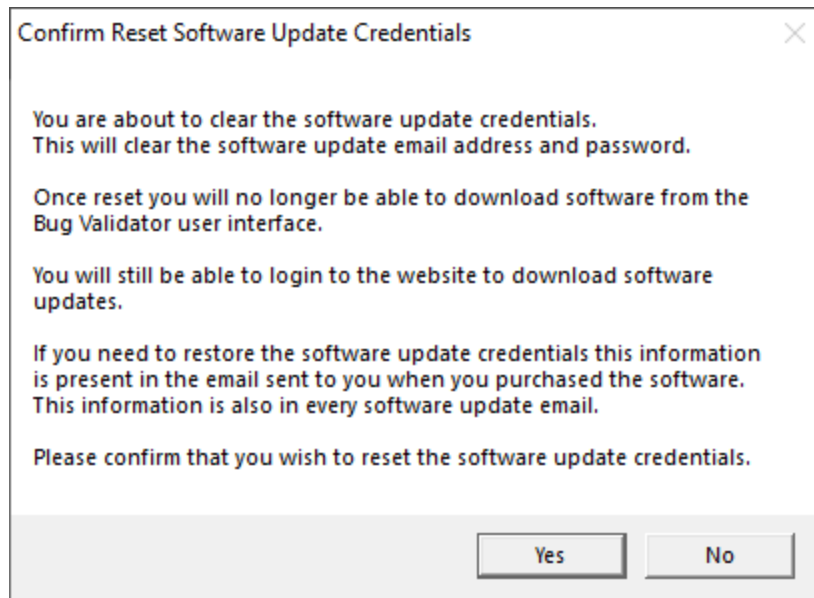 Confirm Reset Software Update Credentials
You are about to clear the software update credentials.
This will clear the software update email address and password.
Once reset you will no longer be able to download software from the
Bug Validator user interface.
You will still be able to login to the website to download software
updates.
If you need to restore the software update credentials this information
is present in the email sent to you when you purchased the software.
This information is also in every software update email.
Please confirm that you wish to reset the software update credentials.
Yes No